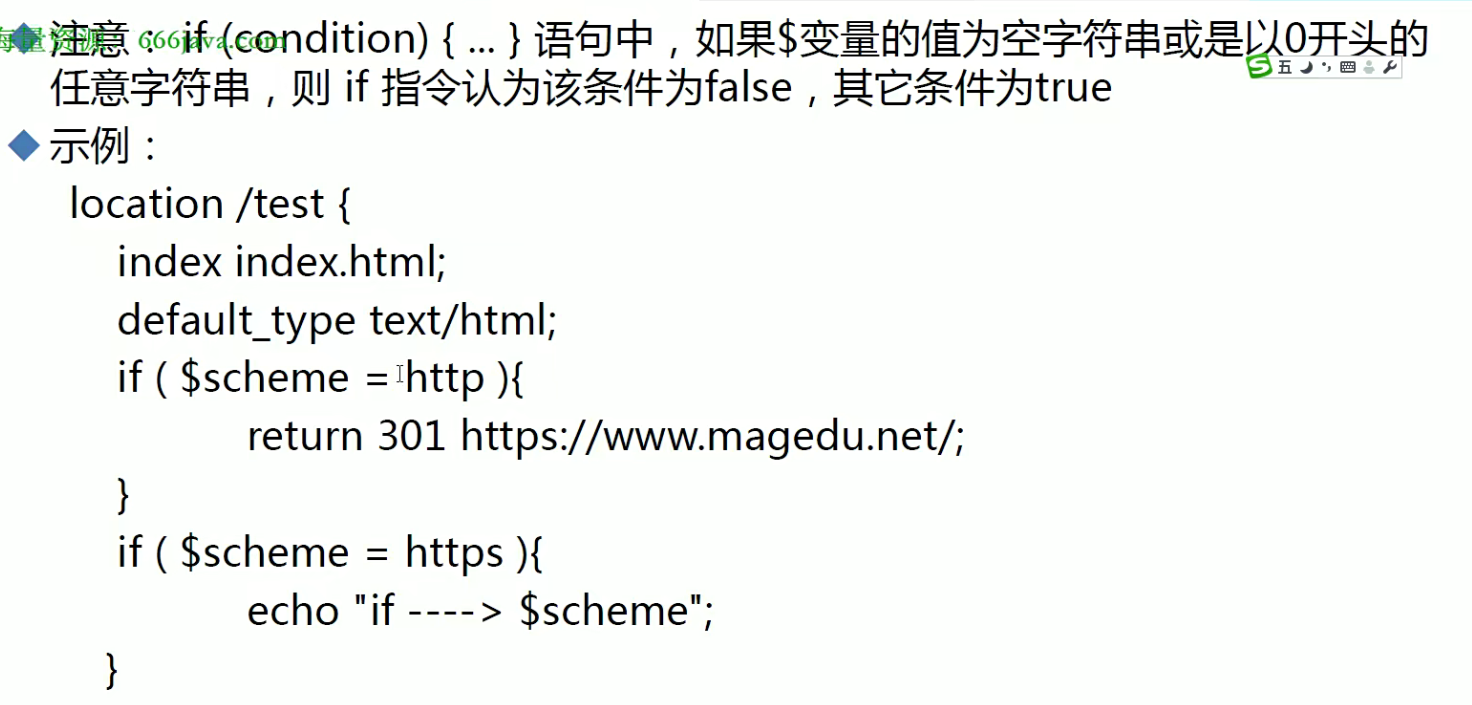 注意：if (condition) { ... } 语句中，如果$变量的值为空字符串或是以0开头的
任意字符串，则 if 指令认为该条件为false，其它条件为true
海量资源：666java.com
五
示例：
location /test {
index index.html;
default_type text/html;
if ( $scheme = http ){
return 301 https://www.magedu.net/;
}
if ( $scheme = https ){
echo "if ----> $scheme";
}